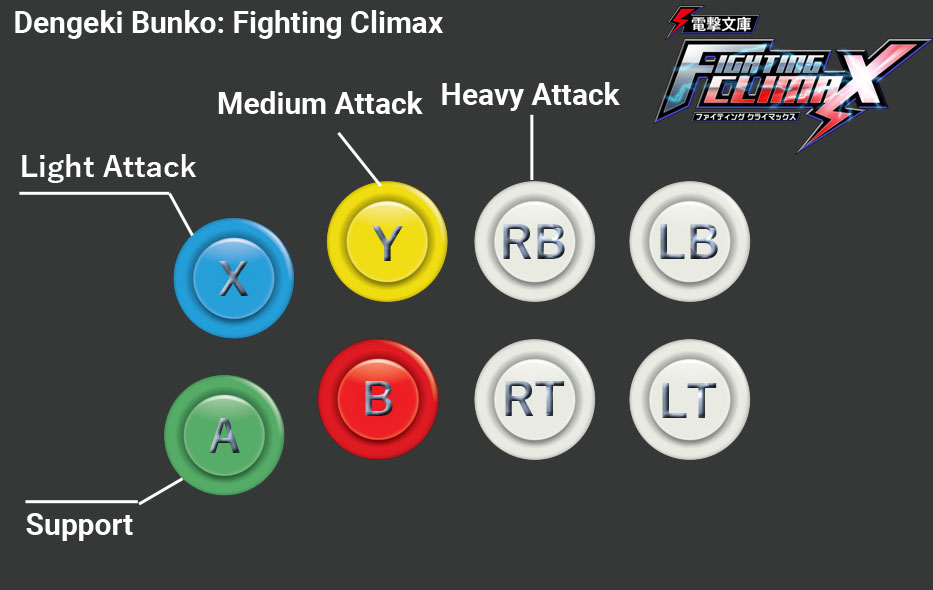 Dengeki Bunko: Fighting Climax
電撃文庫
FIGHTING
CLIMAX
ファイティング クライマックス
Medium Attack
Heavy Attack
Light Attack
X
Y
RB
LB
A
B
RT
LT
Support